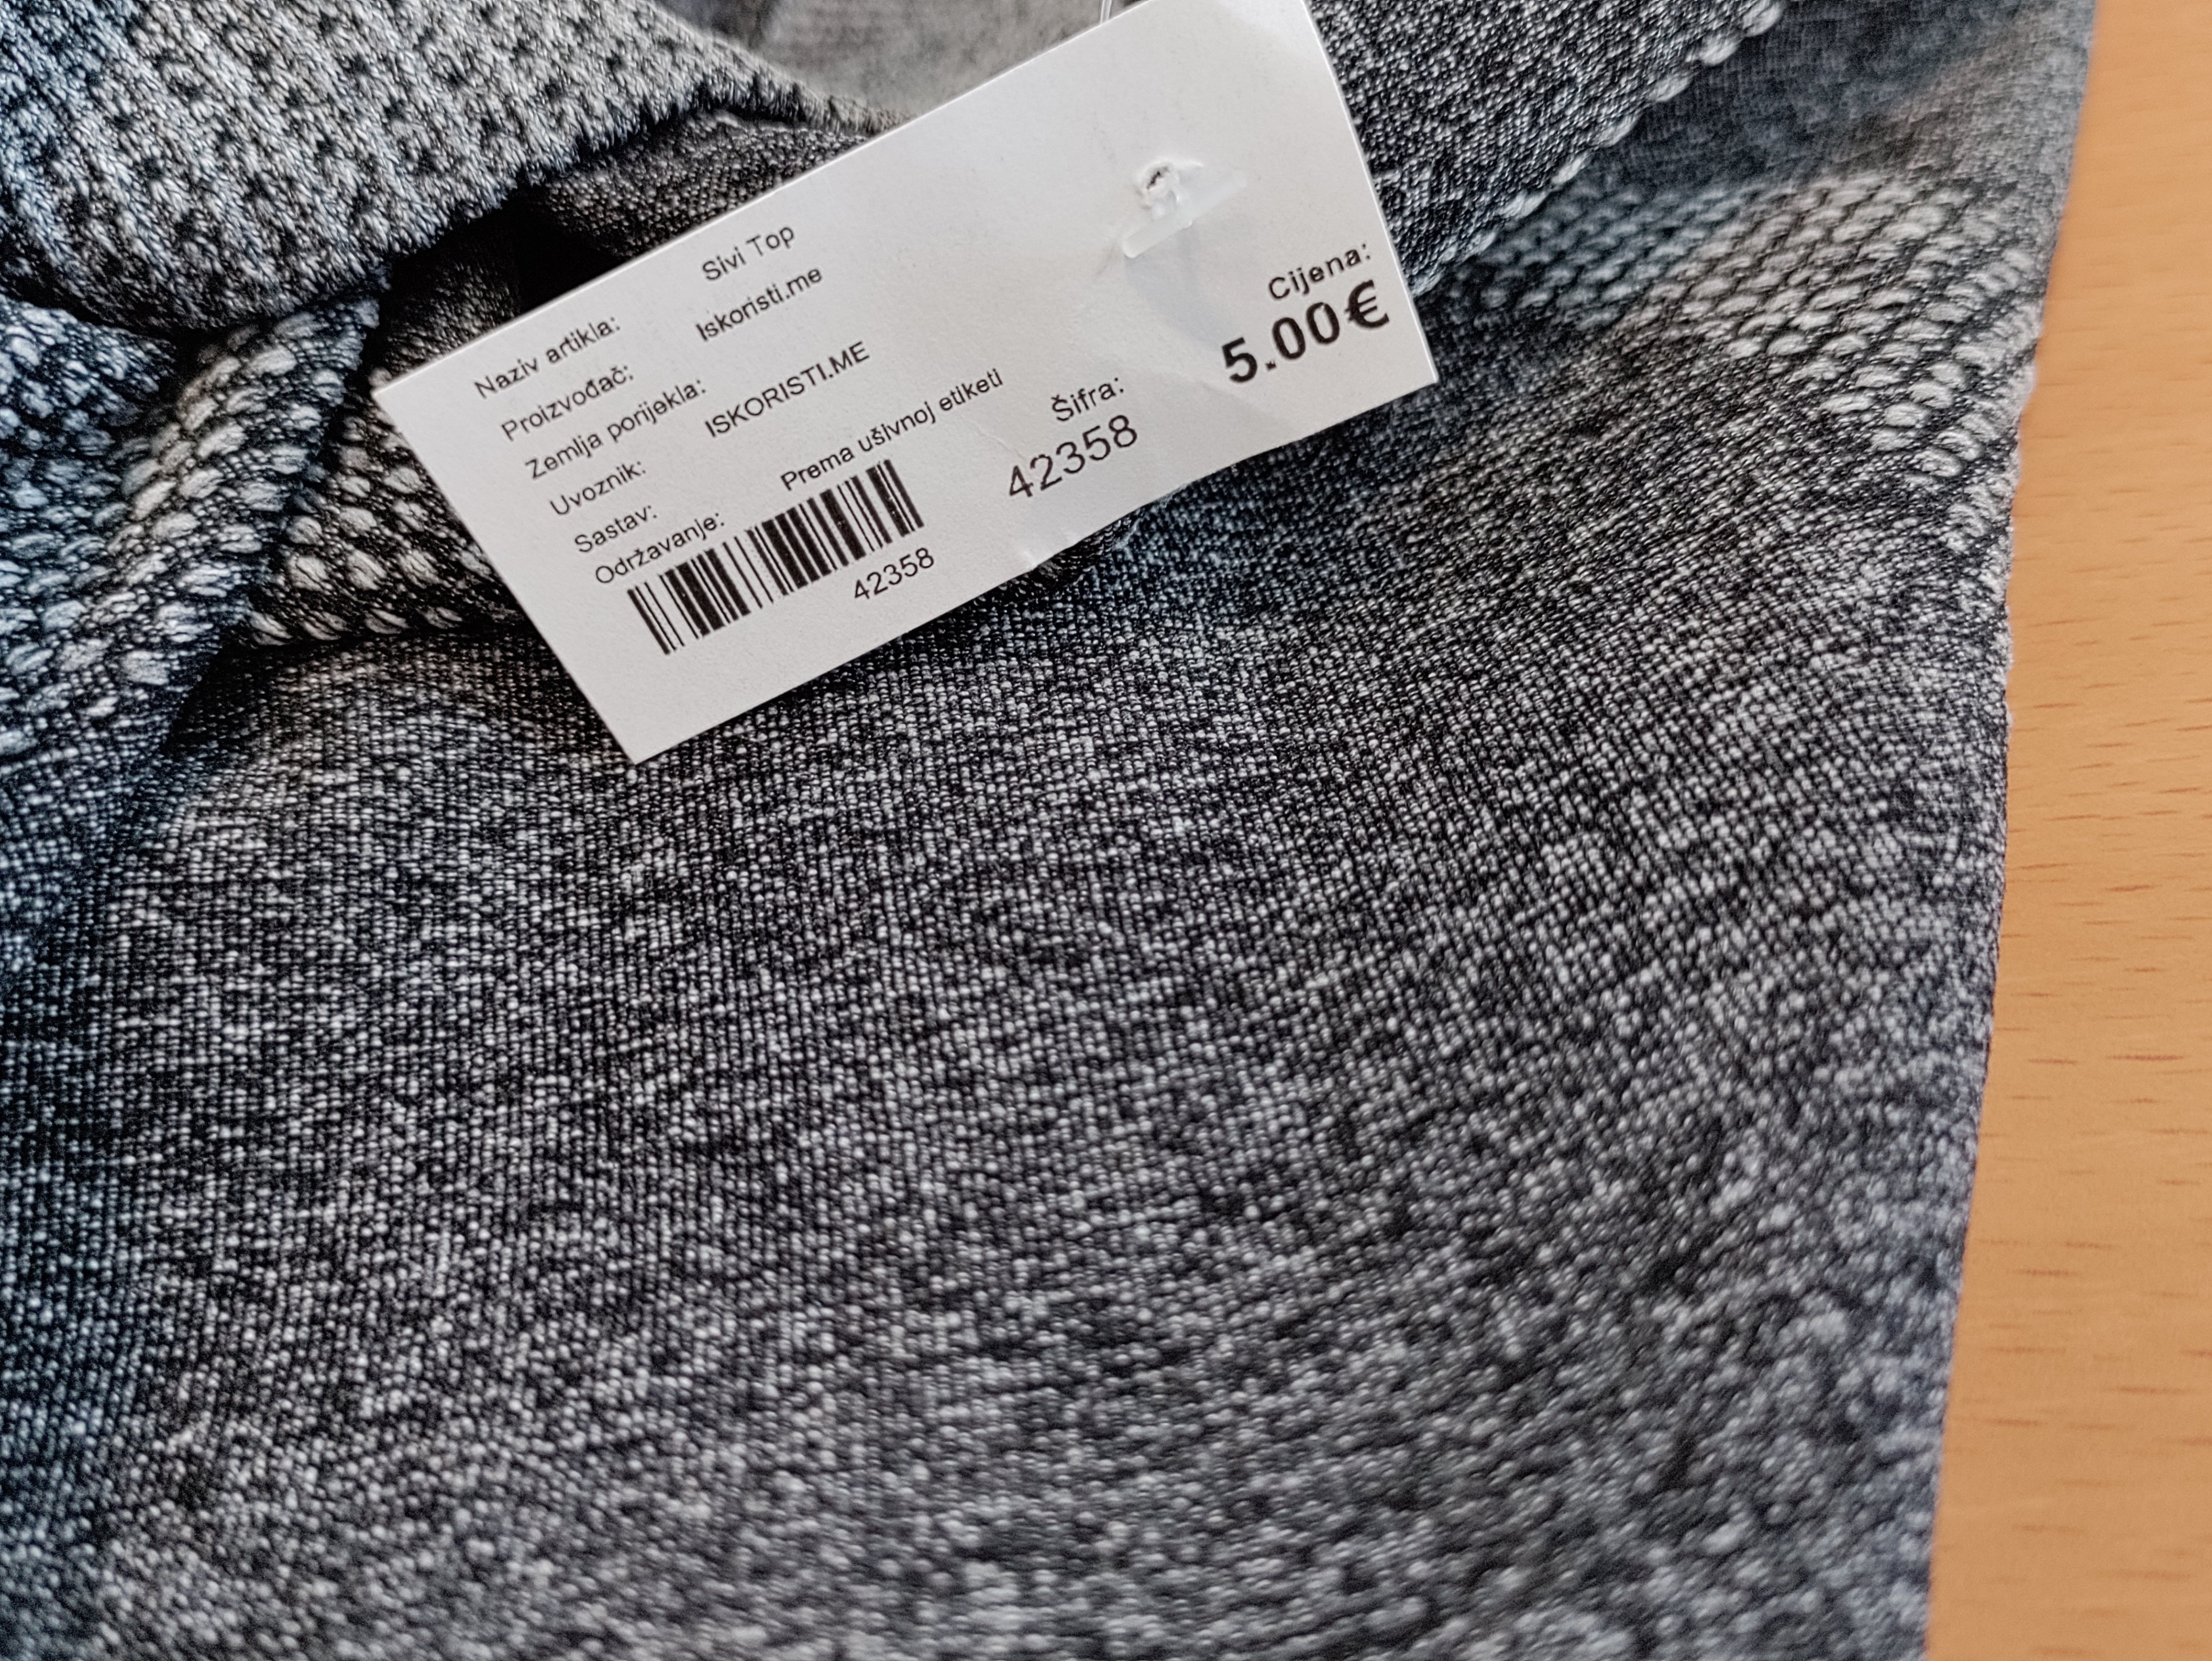 Naziv artikla: Sivi Top
Proizvođač: Iskoristi.me
Zemlja porijekla:
Uvoznik: ISKORISTI.ME
Sastav:
Održavanje: Prema ušivnoj etiketi
42358
Šifra:
42358
Cijena:
5.00€